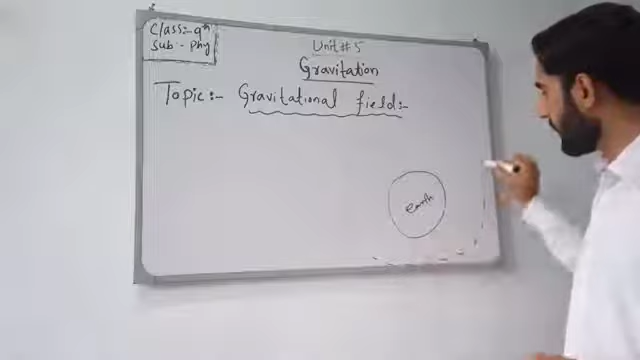 Class:- 9th
Sub:- Phy
Unit # 5
Gravitation
Topic:- Gravitational field:-
earth